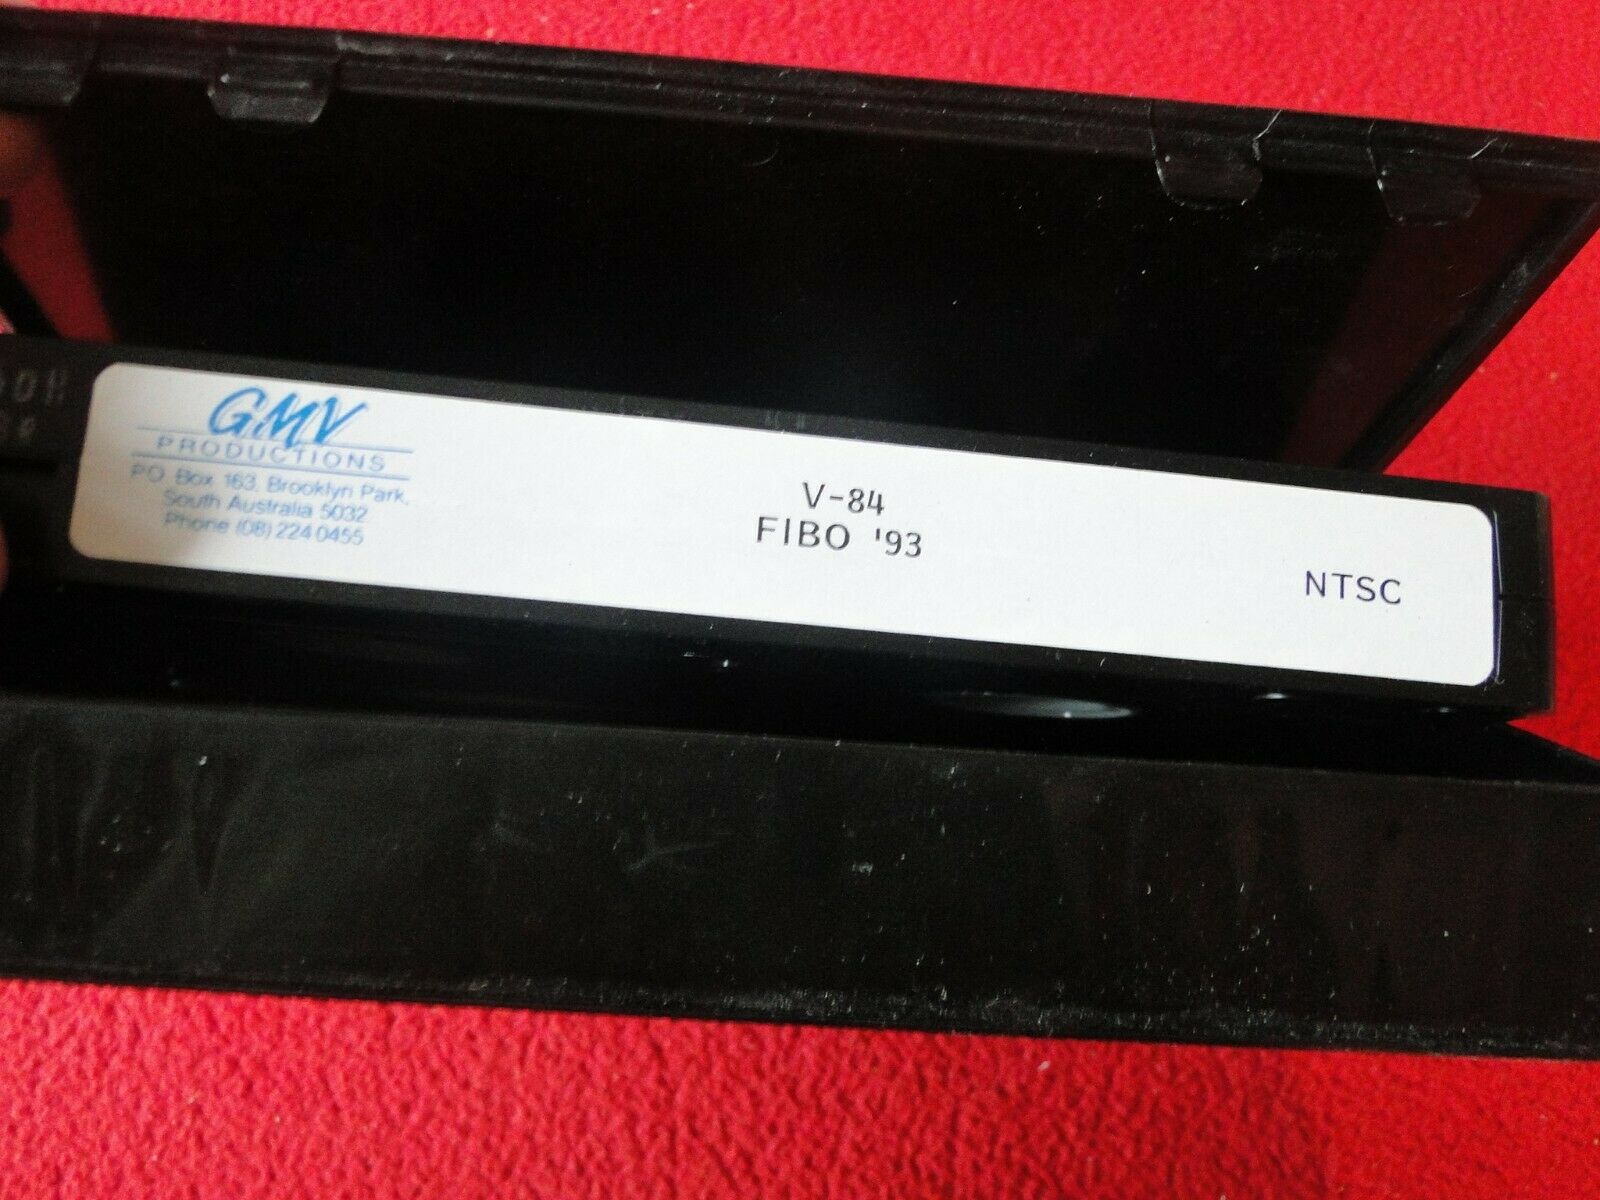 GMV
PRODUCTIONS
PO. Box 163, Brooklyn Park,
South Australia 5032
Phone (08) 224 0455
V-84
FIBO '93
NTSC